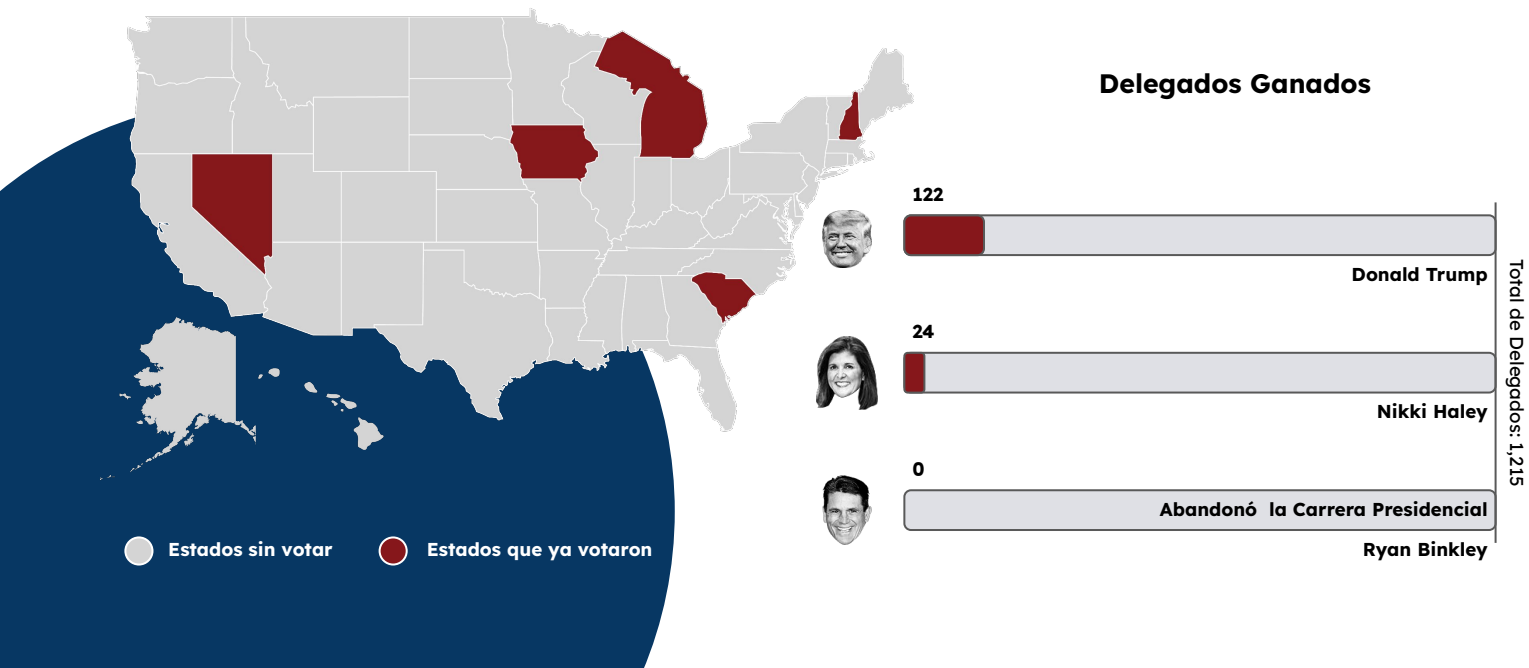 Delegados Ganados
122
Donald Trump
24
Nikki Haley
0
Abandonó  la Carrera Presidencial
Ryan Binkley
Total de Delegados: 1,215
Estados sin votar
Estados que ya votaron